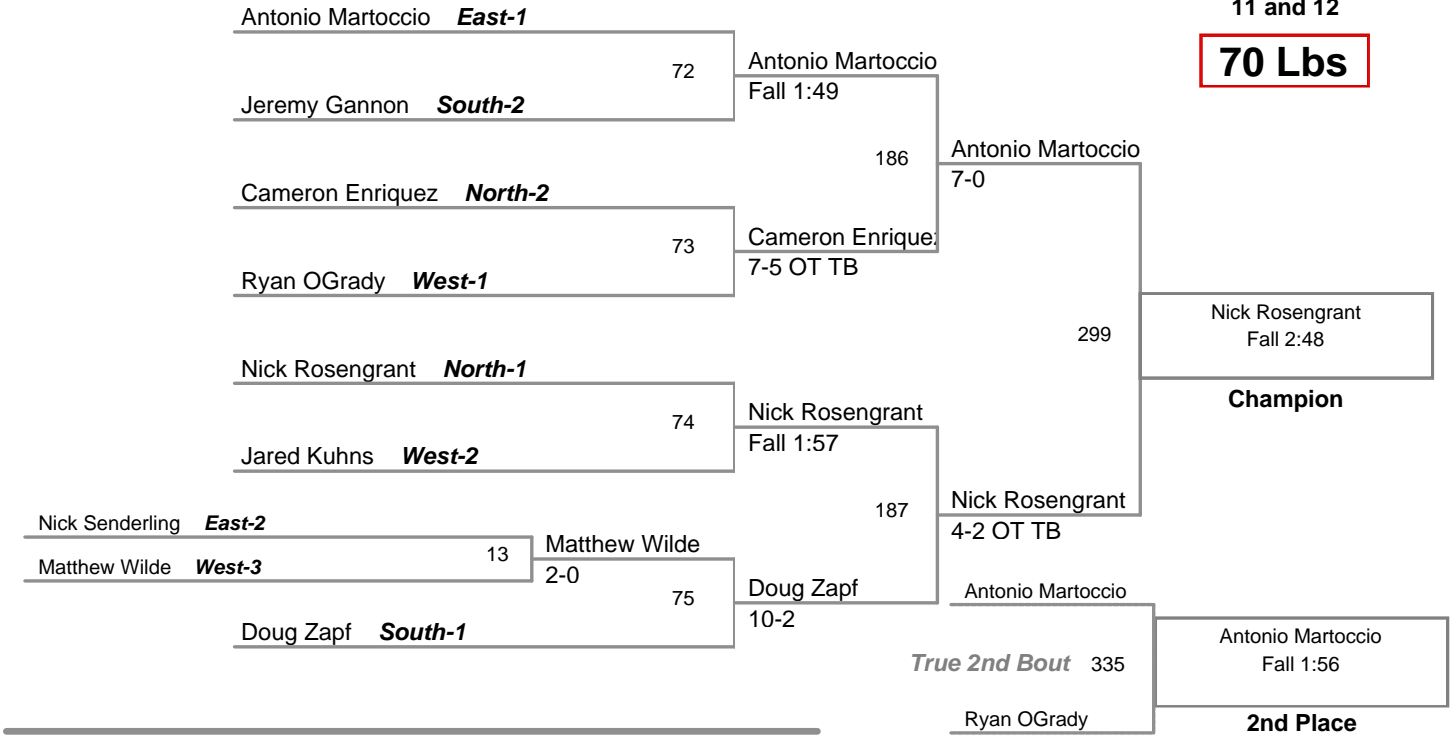 11 and 12
70 Lbs
Antonio Martoccio East-1
72
Jeremy Gannon South-2
Antonio Martoccio
Fall 1:49
Cameron Enriquez North-2
73
Ryan OGrady West-1
Cameron Enriquez
7-5 OT TB
186
Antonio Martoccio
7-0
Nick Rosengrant North-1
74
Jared Kuhns West-2
Nick Rosengrant
Fall 1:57
Nick Senderling East-2
Matthew Wilde West-3
13
Matthew Wilde
2-0
75
Doug Zapf South-1
Doug Zapf
10-2
187
Nick Rosengrant
4-2 OT TB
299
Nick Rosengrant
Fall 2:48
Champion
Antonio Martoccio
True 2nd Bout 335
Ryan OGrady
Antonio Martoccio
Fall 1:56
2nd Place